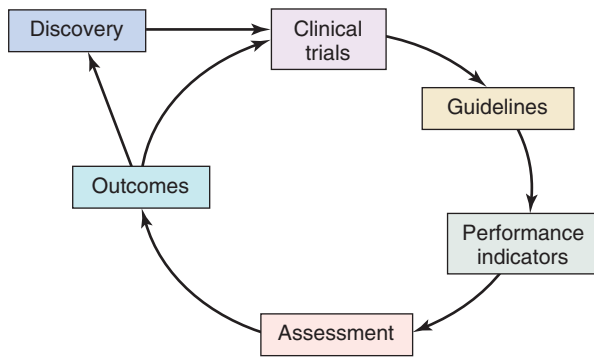 Discovery
Clinical
trials
Guidelines
Outcomes
Performance
indicators
Assessment